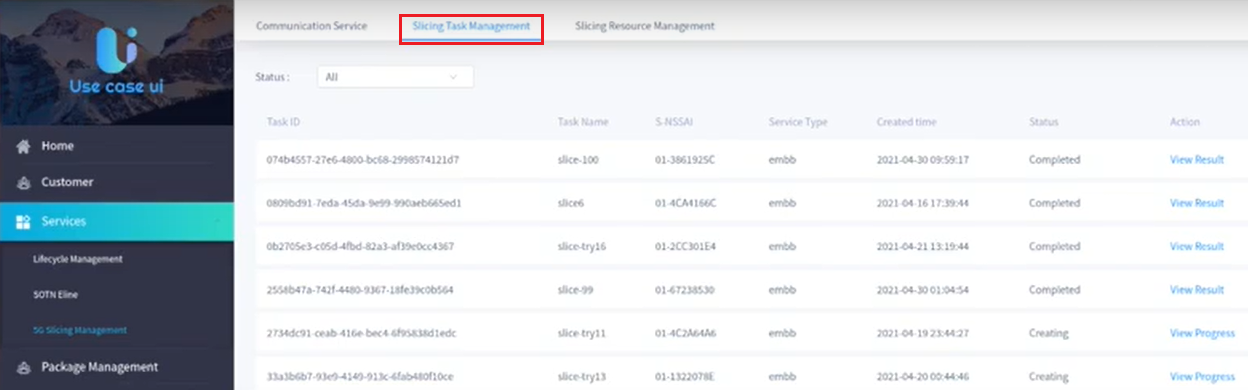 Communication Service Slicing Task Management Slicing Resource Management
Use case ui
Status : All
Task ID Task Name S-NSSAI Service Type Created time Status Action
Home
074b4557-27e6-4800-bc68-2998574121d7 slice-100 01-3861925C embb 2021-04-30 09:59:17 Completed View Result
Customer
0809bd91-7eda-45da-9e99-990aeb665ed1 slice6 01-4CA4166C embb 2021-04-16 17:39:44 Completed View Result
Services
0b2705e3-c05d-4fbd-82a3-af39e0cc4367 slice-try16 01-2CC301E4 embb 2021-04-21 13:19:44 Completed View Result
Lifecycle Management
SOTN Eline
2558b47a-742f-4480-9367-18fe39c0b564 slice-99 01-67238530 embb 2021-04-30 01:04:54 Completed View Result
5G Slicing Management
2734dc91-ceab-416e-bec4-6f95838d1edc slice-try11 01-4C2A64A6 embb 2021-04-19 23:44:27 Creating View Progress
Package Management
33a3b6b7-93e9-4149-913c-6fab480f10ce slice-try13 01-1322078E embb 2021-04-20 00:44:46 Creating View Progress